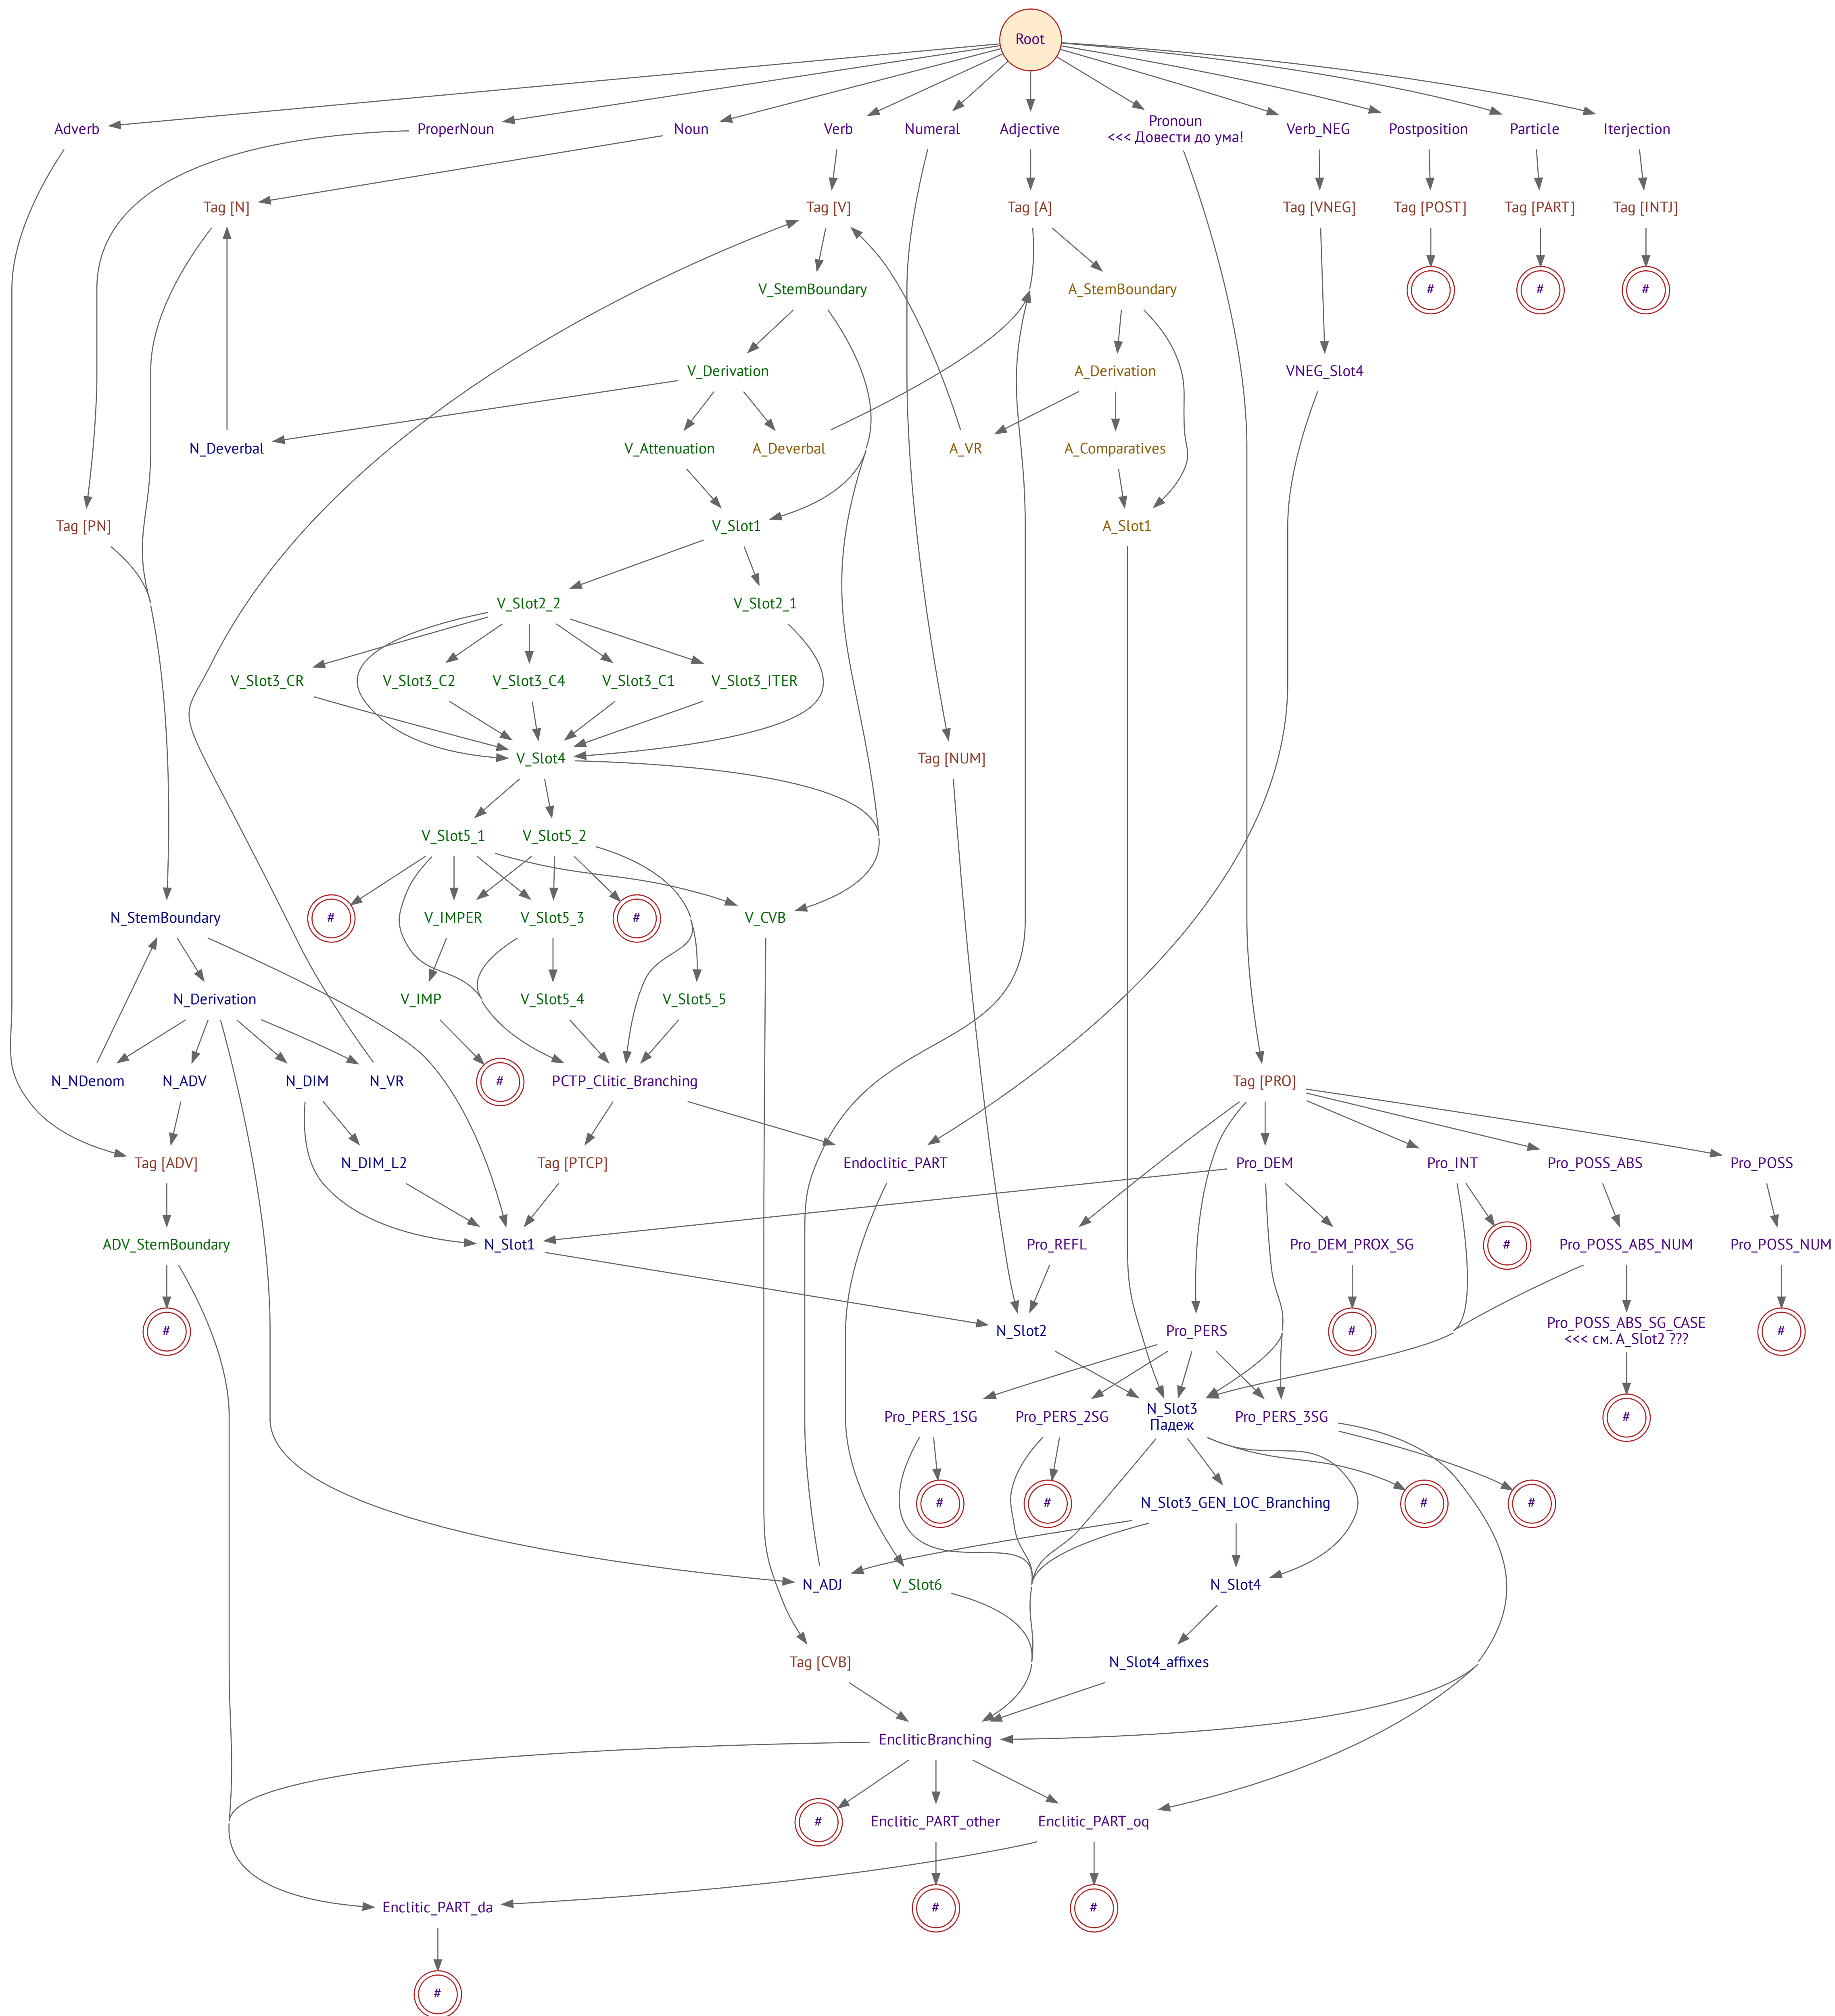 Root
Adverb
ProperNoun
Noun
Verb
Numeral
Adjective
Pronoun
<<< Довести до ума!
Verb_NEG
Postposition
Particle
Iterjection
Tag [N]
Tag [V]
Tag [A]
Tag [VNEG]
Tag [POST]
Tag [PART]
Tag [INTJ]
V_StemBoundary
A_StemBoundary
#
#
#
V_Derivation
A_Derivation
VNEG_Slot4
N_Deverbal
V_Attenuation
A_Deverbal
A_VR
A_Comparatives
Tag [PN]
V_Slot1
A_Slot1
V_Slot2_2
V_Slot2_1
V_Slot3_CR
V_Slot3_C2
V_Slot3_C4
V_Slot3_C1
V_Slot3_ITER
V_Slot4
Tag [NUM]
V_Slot5_1
V_Slot5_2
N_StemBoundary
#
V_IMPER
V_Slot5_3
#
V_CVB
N_Derivation
V_IMP
V_Slot5_4
V_Slot5_5
N_NDenom
N_ADV
N_DIM
N_VR
#
PCTP_Clitic_Branching
Tag [PRO]
Tag [ADV]
N_DIM_L2
Tag [PTCP]
Endoclitic_PART
Pro_DEM
Pro_INT
Pro_POSS_ABS
Pro_POSS
ADV_StemBoundary
N_Slot1
Pro_REFL
Pro_DEM_PROX_SG
#
Pro_POSS_ABS_NUM
Pro_POSS_NUM
#
N_Slot2
Pro_PERS
#
Pro_POSS_ABS_SG_CASE
<<< см. A_Slot2 ???
#
Pro_PERS_1SG
Pro_PERS_2SG
N_Slot3
Падеж
Pro_PERS_3SG
#
#
#
N_Slot3_GEN_LOC_Branching
#
#
N_ADJ
V_Slot6
N_Slot4
Tag [CVB]
N_Slot4_affixes
EncliticBranching
#
Enclitic_PART_other
Enclitic_PART_oq
Enclitic_PART_da
#
#
#